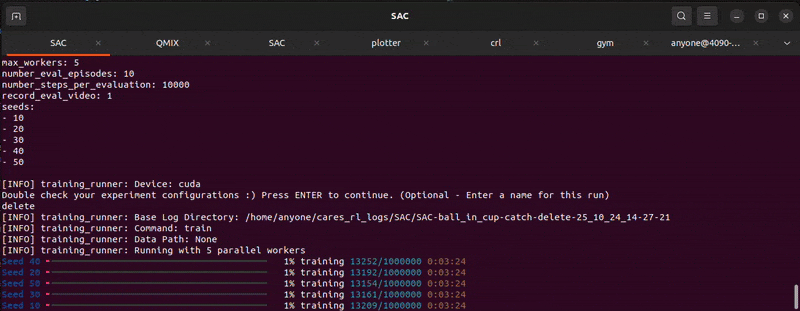 SAC
SAC
QMIX
SAC
plotter
crl
gym
anyone@4090-...
max_workers: 5
number_eval_episodes: 10
number_steps_per_evaluation: 10000
record_eval_video: 1
seeds:
- 10
- 20
- 30
- 40
- 50
[INFO] training_runner: Device: cuda
Double check your experiment configurations :) Press ENTER to continue. (Optional - Enter a name for this run)
delete
[INFO] training_runner: Base Log Directory: /home/anyone/cares_rl_logs/SAC/SAC-ball_in_cup-catch-delete-25_10_24_14-27-21
[INFO] training_runner: Command: train
[INFO] training_runner: Data Path: None
[INFO] training_runner: Running with 5 parallel workers
Seed 40 1% training 13252/1000000 0:03:24
Seed 20 1% training 13192/1000000 0:03:24
Seed 50 1% training 13154/1000000 0:03:24
Seed 30 1% training 13161/1000000 0:03:24
Seed 10 1% training 13209/1000000 0:03:24